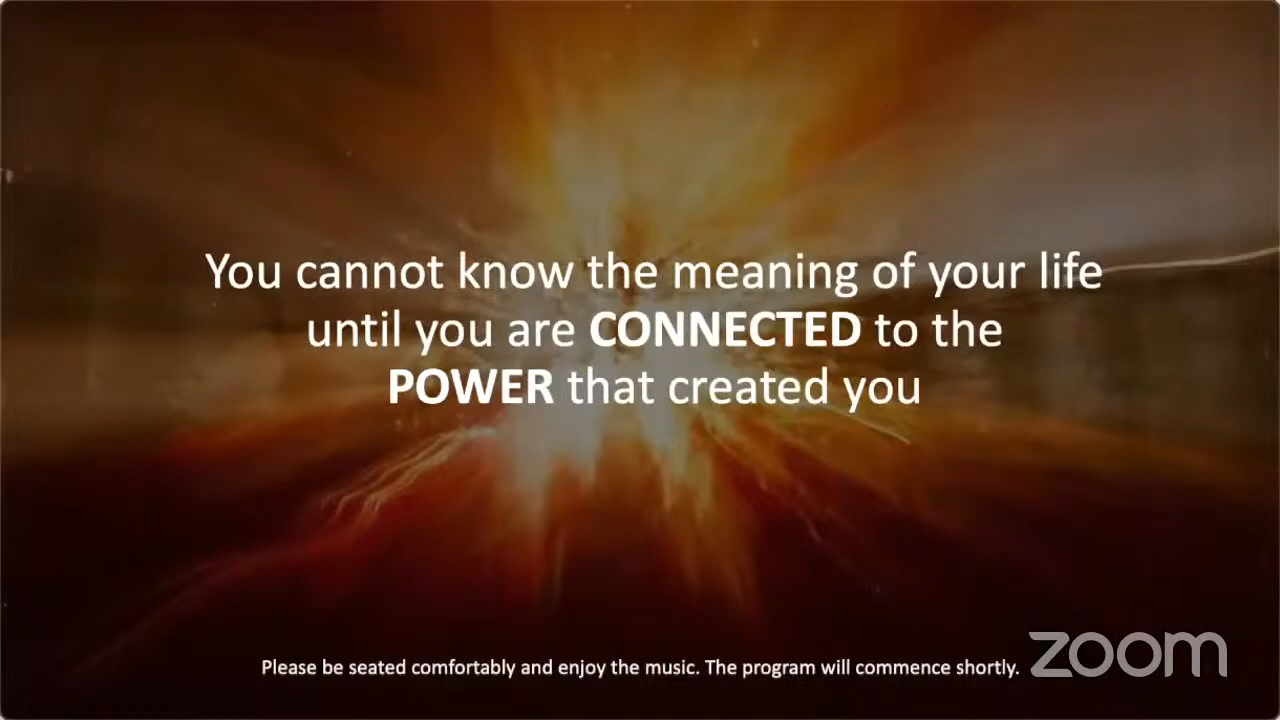 You cannot know the meaning of your life
until you are CONNECTED to the
POWER that created you
Please be seated comfortably and enjoy the music. The program will commence shortly.
zoom